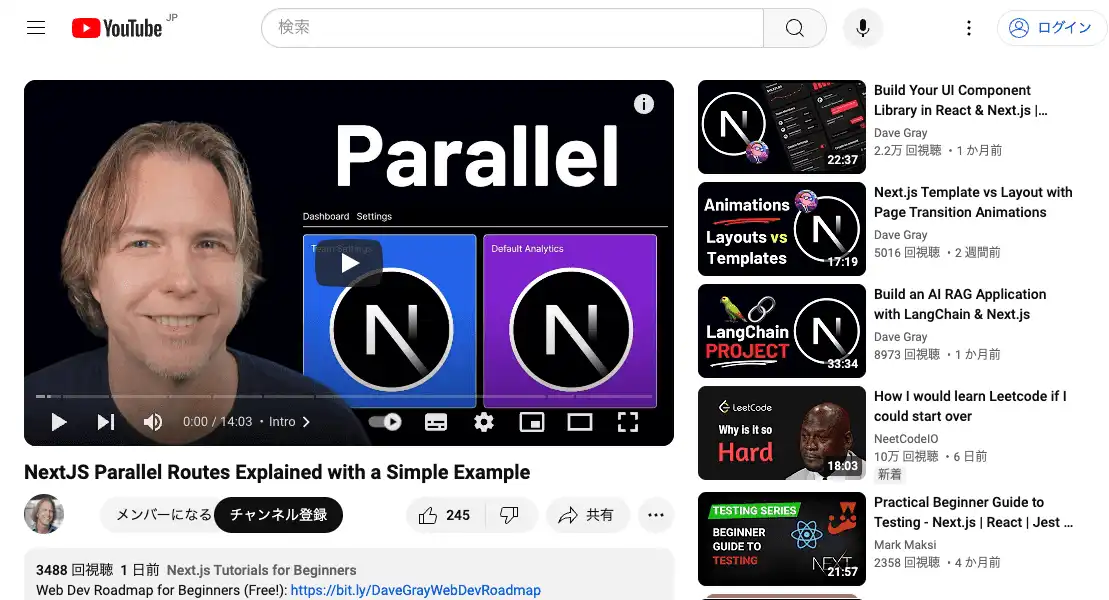 YouTube JP
検索
ログイン
Parallel
Dashboard Settings
Team Settings
Default Analytics
0:00 / 14:03 • Intro
NextJS Parallel Routes Explained with a Simple Example
メンバーになる
チャンネル登録
245
共有
3488 回視聴 1 日前 Next.js Tutorials for Beginners
Web Dev Roadmap for Beginners (Free!): https://bit.ly/DaveGrayWebDevRoadmap
22:37
Build Your UI Component
Library in React & Next.js |…
Dave Gray
2.2万 回視聴 • 1 か月前
Animations
Layouts vs
Templates
17:19
Next.js Template vs Layout with
Page Transition Animations
Dave Gray
5016 回視聴 • 2 週間前
LangChain
PROJECT
33:34
Build an AI RAG Application
with LangChain & Next.js
Dave Gray
8973 回視聴 • 1 か月前
LeetCode
Why is it so
Hard
18:03
How I would learn Leetcode if I
could start over
NeetCodeIO
10万 回視聴 • 6 日前
新着
TESTING SERIES
BEGINNER
GUIDE TO
TESTING
NEXT
21:57
Practical Beginner Guide to
Testing - Next.js | React | Jest …
Mark Maksi
2358 回視聴 • 4 か月前